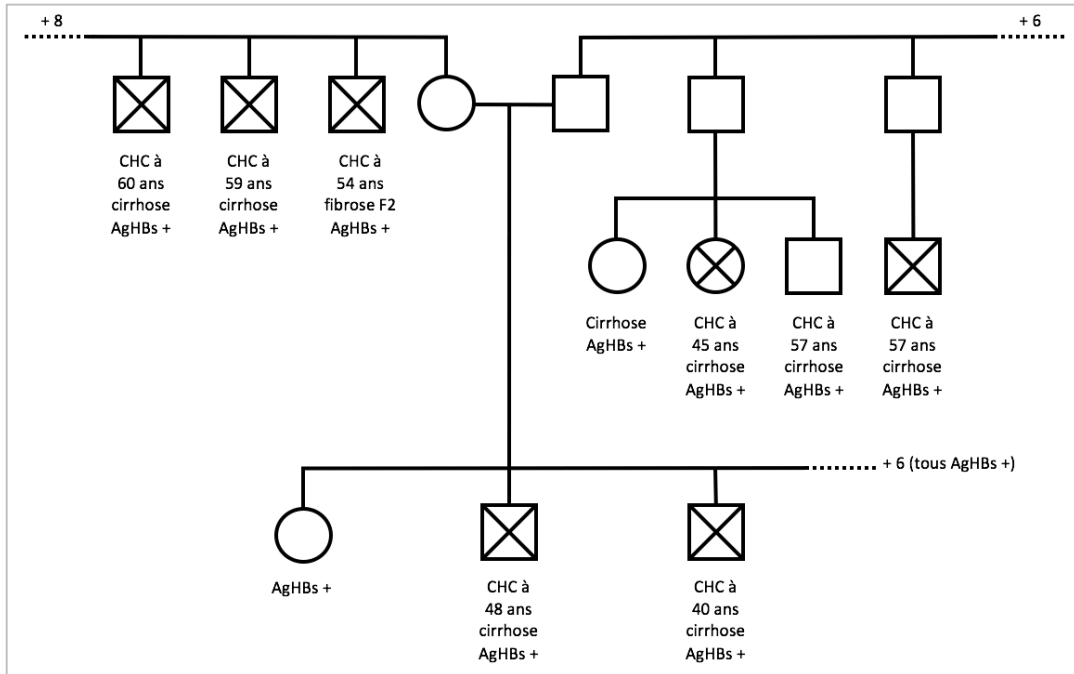 + 8
+ 6
CHC à
60 ans
cirrhose
AgHBs +
CHC à
59 ans
cirrhose
AgHBs +
CHC à
54 ans
fibrose F2
AgHBs +
Cirrhose
AgHBs +
CHC à
45 ans
cirrhose
AgHBs +
CHC à
57 ans
cirrhose
AgHBs +
CHC à
57 ans
cirrhose
AgHBs +
+ 6 (tous AgHBs +)
AgHBs +
CHC à
48 ans
cirrhose
AgHBs +
CHC à
40 ans
cirrhose
AgHBs +